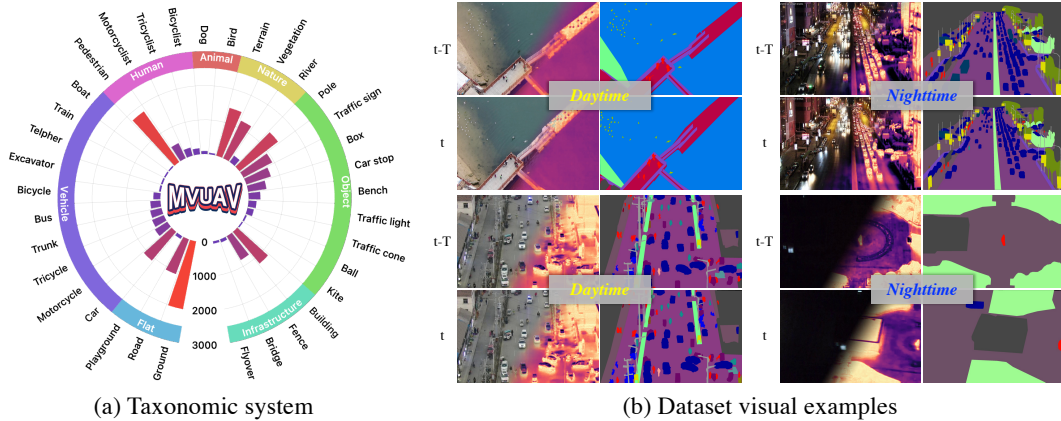 Pedestrian
Motorcyclist
Tricyclist
Bicyclist
Dog
Bird
Terrain
Vegetation
River
Pole
Traffic sign
Box
Car stop
Bench
Traffic light
Traffic cone
Ball
Kite
Building
Fence
Bridge
Flyover
Ground
Road
Playground
Car
Motorcycle
Tricycle
Trunk
Bus
Bicycle
Excavator
Telpher
Train
Boat
Human
Animal
Nature
Object
Infrastructure
Flat
Vehicle
MVUAV
0
1000
2000
3000
(a) Taxonomic system
t-T
Daytime
t
t-T
Daytime
t
t-T
Nighttime
t
t-T
Nighttime
t
(b) Dataset visual examples